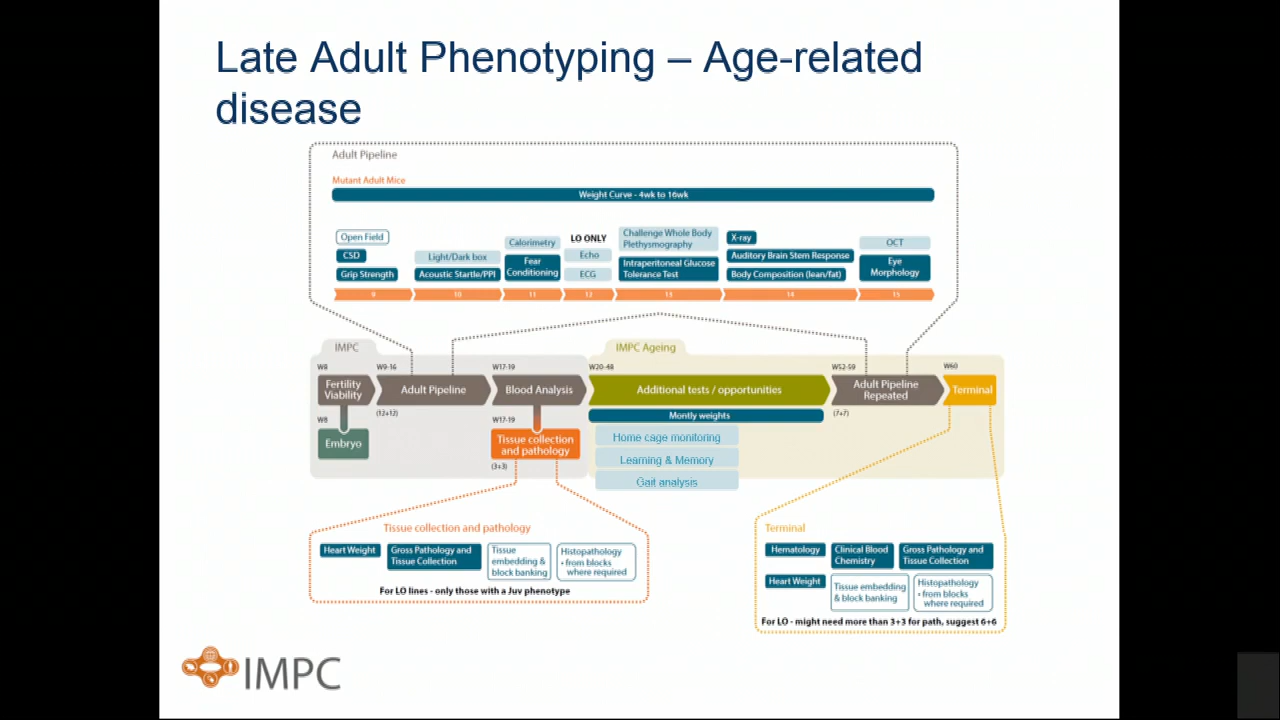 Late Adult Phenotyping – Age-related
disease
Adult Pipeline
Mutant Adult Mice
Weight Curve - 4wk to 16wk
Open Field
CSD
Grip Strength
Light/Dark box
Acoustic Startle/PPI
Calorimetry
Fear
Conditioning
LO ONLY
Echo
ECG
Challenge Whole Body
Plethysmography
Intraperitoneal Glucose
Tolerance Test
X-ray
Auditory Brain Stem Response
Body Composition (lean/fat)
OCT
Eye
Morphology
9
10
11
12
13
14
15
IMPC
IMPC Ageing
W8
Fertility
Viability
W9-16
Adult Pipeline
(12+12)
W17-19
Blood Analysis
W20-48
Additional tests / opportunities
W52-59
Adult Pipeline
Repeated
(7+7)
W60
Terminal
W8
Embryo
W17-19
Tissue collection
and pathology
(3+3)
Montly weights
Home cage monitoring
Learning & Memory
Gait analysis
Tissue collection and pathology
Heart Weight
Gross Pathology and
Tissue Collection
Tissue
embedding &
block banking
Histopathology
• from blocks
where required
For LO lines - only those with a Juv phenotype
Terminal
Hematology
Clinical Blood
Chemistry
Gross Pathology and
Tissue Collection
Heart Weight
Tissue embedding
& block banking
Histopathology
• from blocks
where required
For LO - might need more than 3+3 for path, suggest 6+6
IMPC